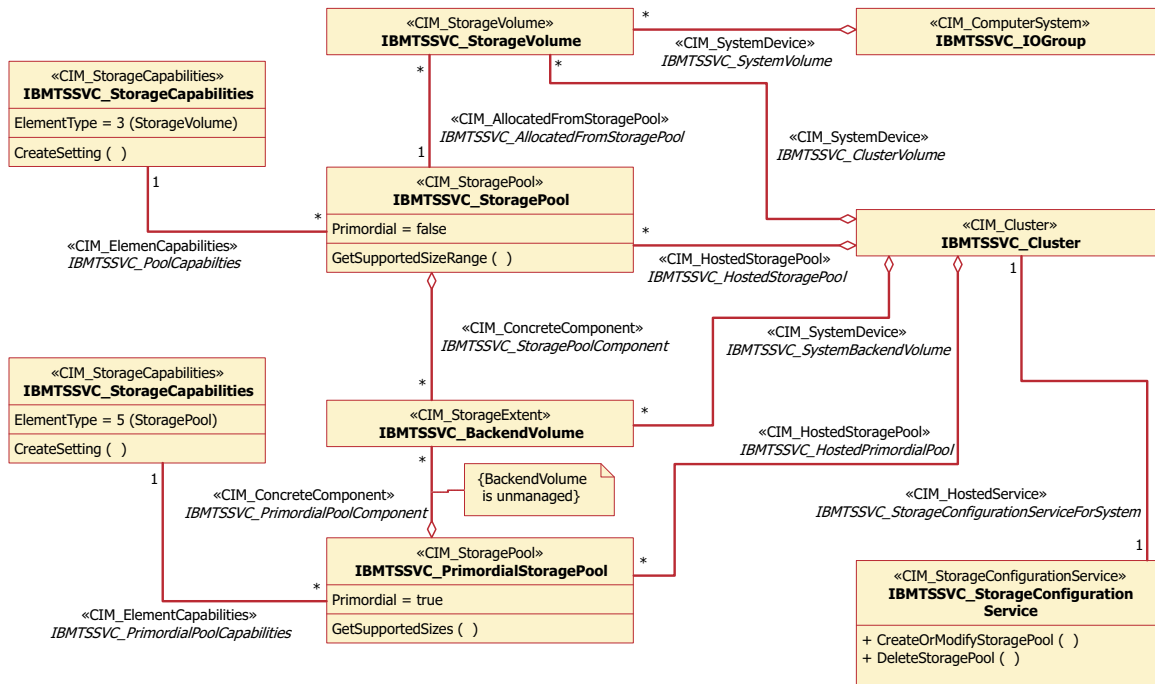 «CIM_StorageVolume»
IBMTSSVC_StorageVolume
*
*
*
«CIM_SystemDevice»
IBMTSSVC_SystemVolume
«CIM_ComputerSystem»
IBMTSSVC_IOGroup
«CIM_StorageCapabilities»
IBMTSSVC_StorageCapabilities
ElementType = 3 (StorageVolume)
CreateSetting ( )
1
*
«CIM_ElemenCapabilities»
IBMTSSVC_PoolCapabilties
«CIM_AllocatedFromStoragePool»
IBMTSSVC_AllocatedFromStoragePool
1
«CIM_SystemDevice»
IBMTSSVC_ClusterVolume
«CIM_StoragePool»
IBMTSSVC_StoragePool
Primordial = false
GetSupportedSizeRange ( )
*
«CIM_HostedStoragePool»
IBMTSSVC_HostedStoragePool
«CIM_Cluster»
IBMTSSVC_Cluster
1
«CIM_ConcreteComponent»
IBMTSSVC_StoragePoolComponent
*
«CIM_SystemDevice»
IBMTSSVC_SystemBackendVolume
*
«CIM_StorageCapabilities»
IBMTSSVC_StorageCapabilities
ElementType = 5 (StoragePool)
CreateSetting ( )
1
«CIM_StorageExtent»
IBMTSSVC_BackendVolume
*
{BackendVolume
is unmanaged}
«CIM_ConcreteComponent»
IBMTSSVC_PrimordialPoolComponent
«CIM_HostedStoragePool»
IBMTSSVC_HostedPrimordialPool
*
«CIM_HostedService»
IBMTSSVC_StorageConfigurationServiceForSystem
1
«CIM_StoragePool»
IBMTSSVC_PrimordialStoragePool
Primordial = true
GetSupportedSizes ( )
*
«CIM_ElementCapabilities»
IBMTSSVC_PrimordialPoolCapabilities
«CIM_StorageConfigurationService»
IBMTSSVC_StorageConfiguration
Service
+ CreateOrModifyStoragePool ( )
+ DeleteStoragePool ( )